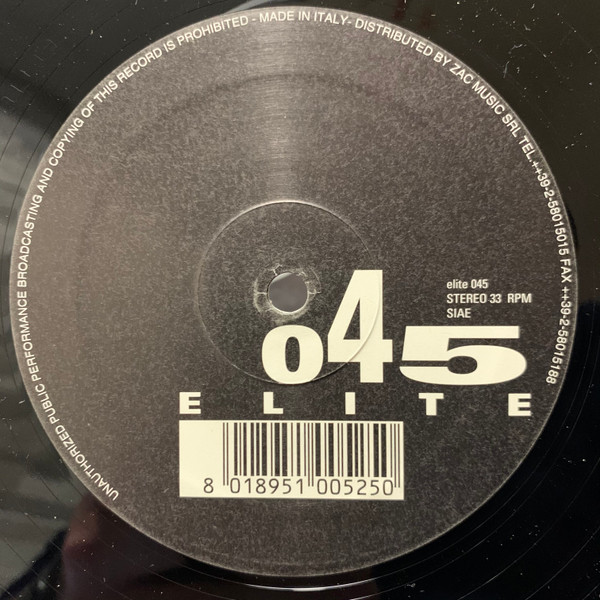 UNAUTHORIZED PUBLIC PERFORMANCE BROADCASTING AND COPYING OF THIS RECORD IS PROHIBITED - MADE IN ITALY - DISTRIBUTED BY ZAC MUSIC SRL TEL.++39-2-58015015 FAX ++39-2-58015188
elite 045
STEREO 33 RPM
SIAE
045
ELITE
8 018951 005250